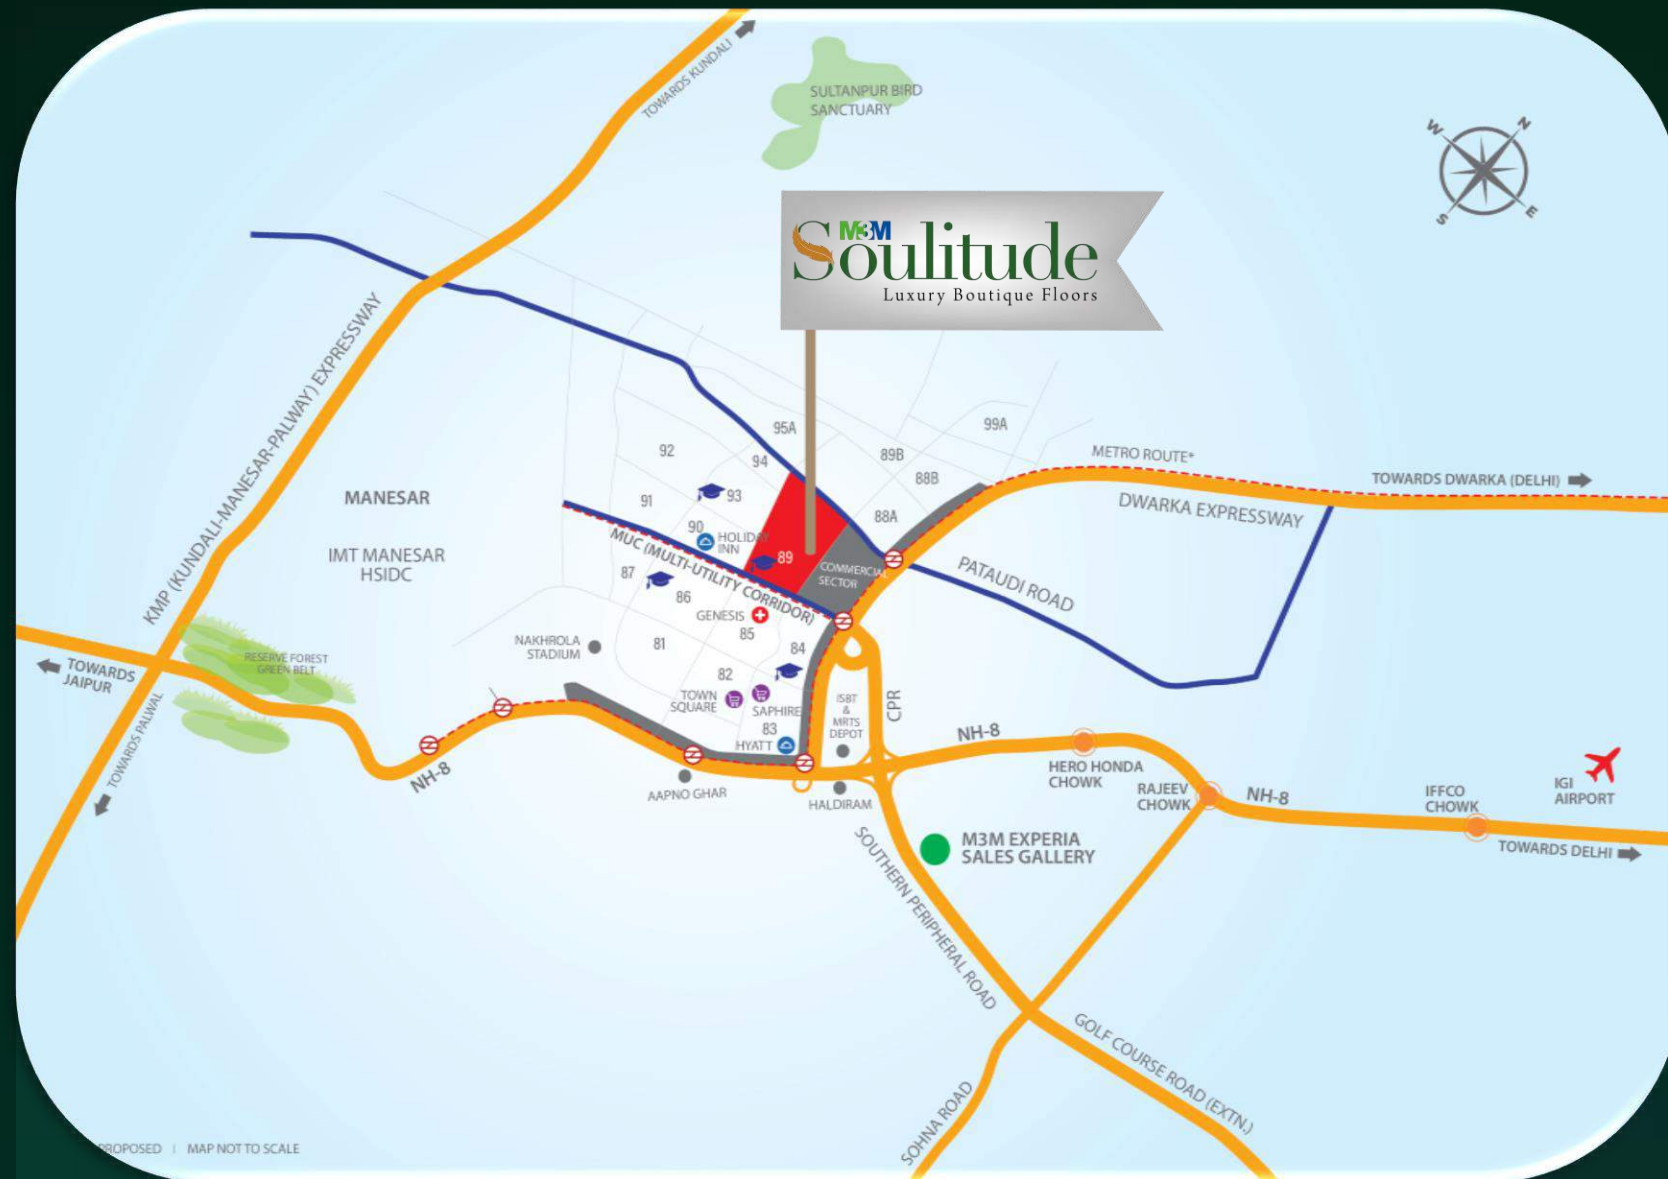 TOWARDS KUNDALI
SULTANPUR BIRD
SANCTUARY
W
N
S
E
M3M
Soulitude
Luxury Boutique Floors
KMP (KUNDALI-MANESAR-PALWAY) EXPRESSWAY
95A
99A
92
94
89B
88B
METRO ROUTE*
TOWARDS DWARKA (DELHI)
MANESAR
91
93
88A
DWARKA EXPRESSWAY
90
HOLIDAY
INN
IMT MANESAR
HSIDC
MUC (MULTI-UTILITY CORRIDOR)
89
COMMERCIAL
SECTOR
PATAUDI ROAD
87
86
GENESIS
85
NAKHROLA
STADIUM
81
84
RESERVE FOREST
GREEN BELT
TOWARDS
JAIPUR
TOWARDS PALWAL
82
TOWN
SQUARE
SAPHIRE
83
HYATT
ISBT
&
MRTS
DEPOT
CPR
NH-8
NH-8
AAPNO GHAR
HALDIRAM
HERO HONDA
CHOWK
RAJEEV
CHOWK
NH-8
IFFCO
CHOWK
IGI
AIRPORT
TOWARDS DELHI
M3M EXPERIA
SALES GALLERY
SOUTHERN PERIPHERAL ROAD
GOLF COURSE ROAD (EXTN.)
SOHNA ROAD
PROPOSED | MAP NOT TO SCALE